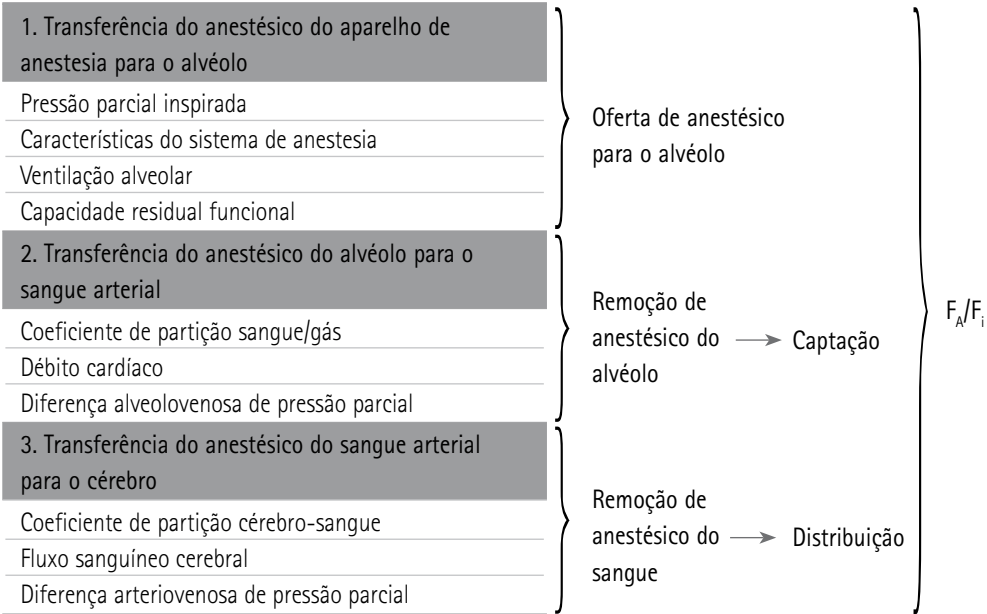 1. Transferência do anestésico do aparelho de
anestesia para o alvéolo
Pressão parcial inspirada
Características do sistema de anestesia
Ventilação alveolar
Capacidade residual funcional
Oferta de anestésico
para o alvéolo
2. Transferência do anestésico do alvéolo para o
sangue arterial
Coeficiente de partição sangue/gás
Débito cardíaco
Diferença alveolovenosa de pressão parcial
Remoção de
anestésico do
alvéolo
Captação
3. Transferência do anestésico do sangue arterial
para o cérebro
Coeficiente de partição cérebro-sangue
Fluxo sanguíneo cerebral
Diferença arteriovenosa de pressão parcial
Remoção de
anestésico do
sangue
Distribuição
FA/Fi